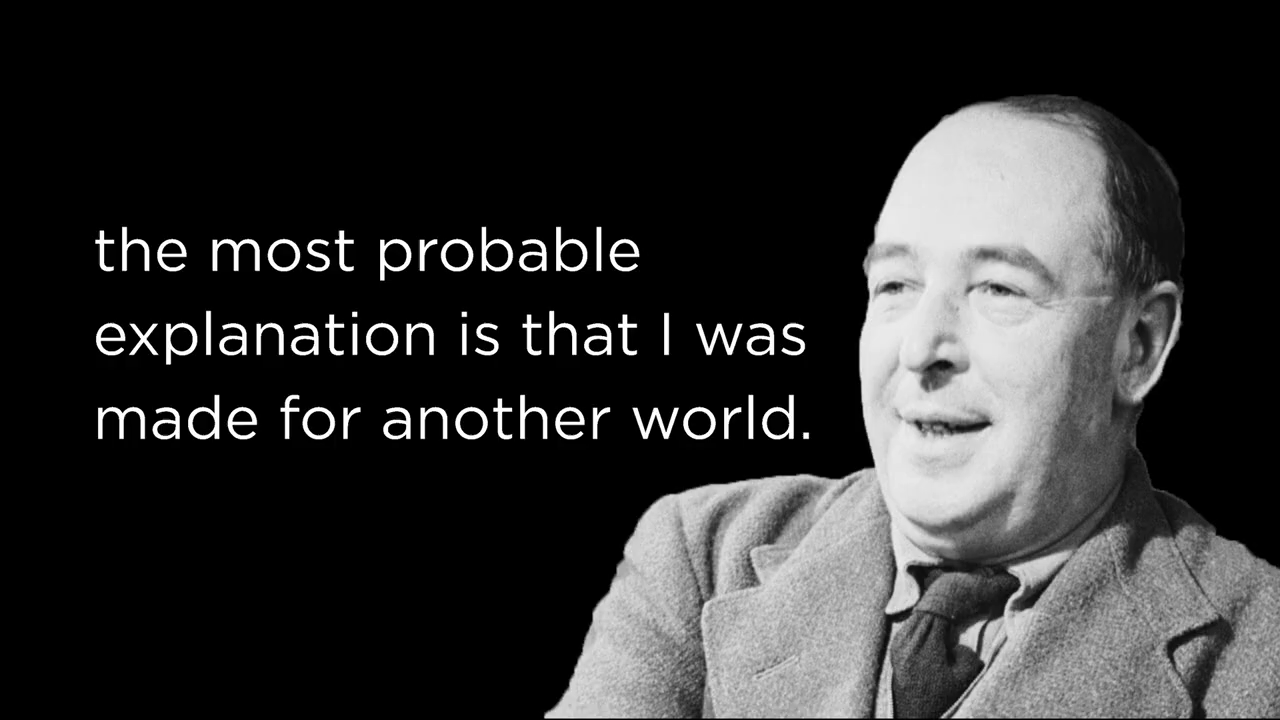 the most probable
explanation is that I was
made for another world.